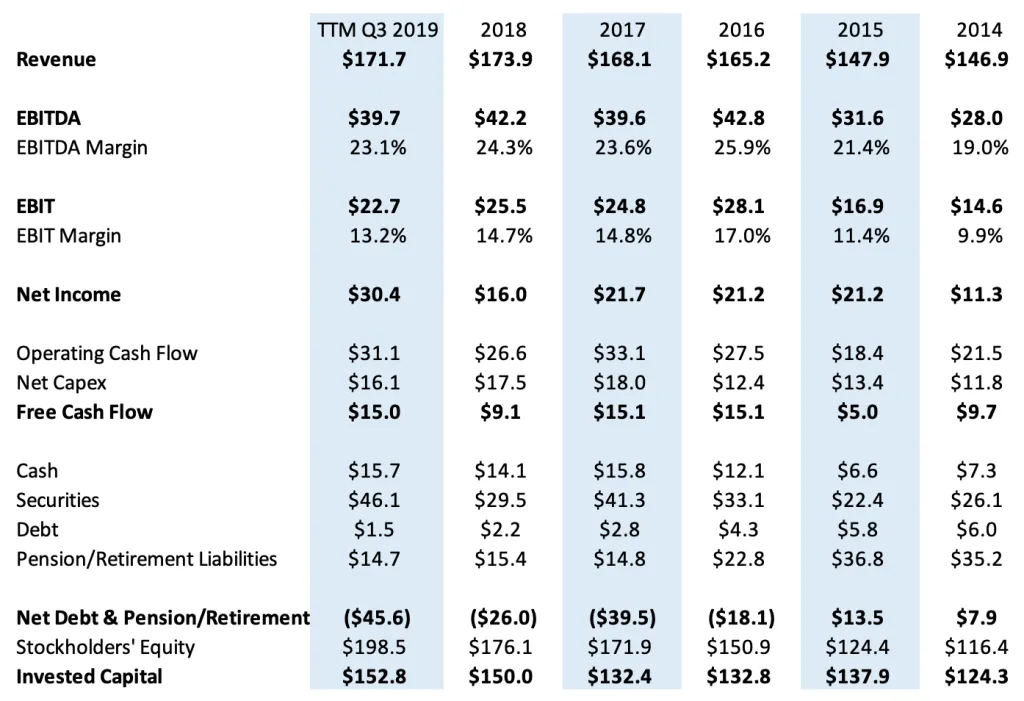 TTM Q3 2019 2018 2017 2016 2015 2014
Revenue $171.7 $173.9 $168.1 $165.2 $147.9 $146.9
EBITDA $39.7 $42.2 $39.6 $42.8 $31.6 $28.0
EBITDA Margin 23.1% 24.3% 23.6% 25.9% 21.4% 19.0%
EBIT $22.7 $25.5 $24.8 $28.1 $16.9 $14.6
EBIT Margin 13.2% 14.7% 14.8% 17.0% 11.4% 9.9%
Net Income $30.4 $16.0 $21.7 $21.2 $21.2 $11.3
Operating Cash Flow $31.1 $26.6 $33.1 $27.5 $18.4 $21.5
Net Capex $16.1 $17.5 $18.0 $12.4 $13.4 $11.8
Free Cash Flow $15.0 $9.1 $15.1 $15.1 $5.0 $9.7
Cash $15.7 $14.1 $15.8 $12.1 $6.6 $7.3
Securities $46.1 $29.5 $41.3 $33.1 $22.4 $26.1
Debt $1.5 $2.2 $2.8 $4.3 $5.8 $6.0
Pension/Retirement Liabilities $14.7 $15.4 $14.8 $22.8 $36.8 $35.2
Net Debt & Pension/Retirement ($45.6) ($26.0) ($39.5) ($18.1) $13.5 $7.9
Stockholders' Equity $198.5 $176.1 $171.9 $150.9 $124.4 $116.4
Invested Capital $152.8 $150.0 $132.4 $132.8 $137.9 $124.3